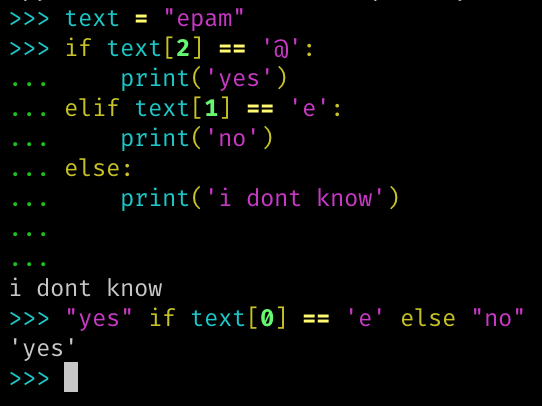 >>> text = "epam"
>>> if text[2] == '@':
...     print('yes')
... elif text[1] == 'e':
...     print('no')
... else:
...     print('i dont know')
...
...
i dont know
>>> "yes" if text[0] == 'e' else "no"
'yes'
>>>